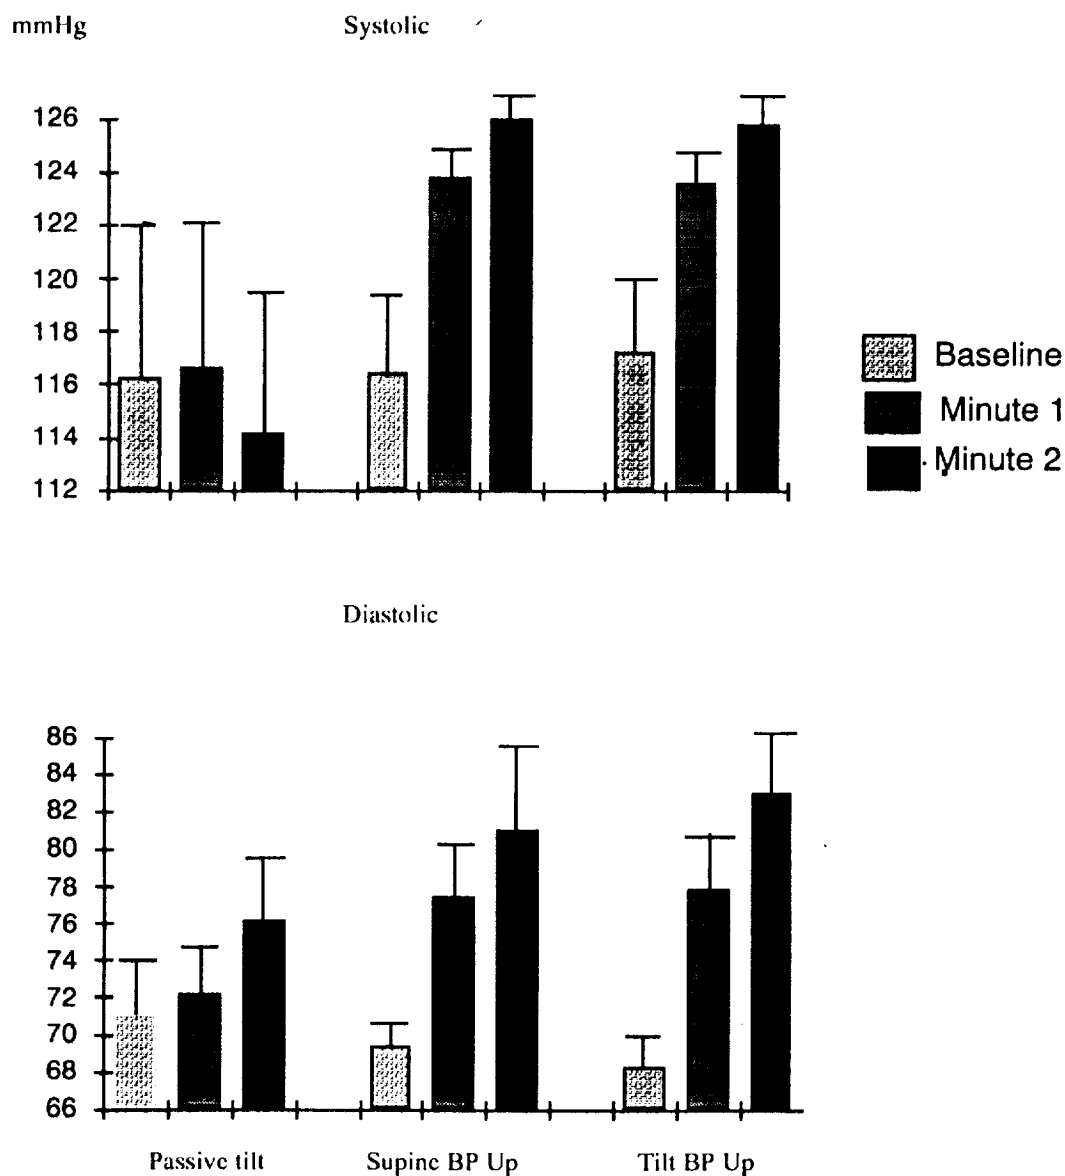 mmHg
Systolic
126
124
122
120
118
116
114
112
Baseline
Minute 1
Minute 2
Diastolic
86
84
82
80
78
76
74
72
70
68
66
Passive tilt
Supine BP Up
Tilt BP Up